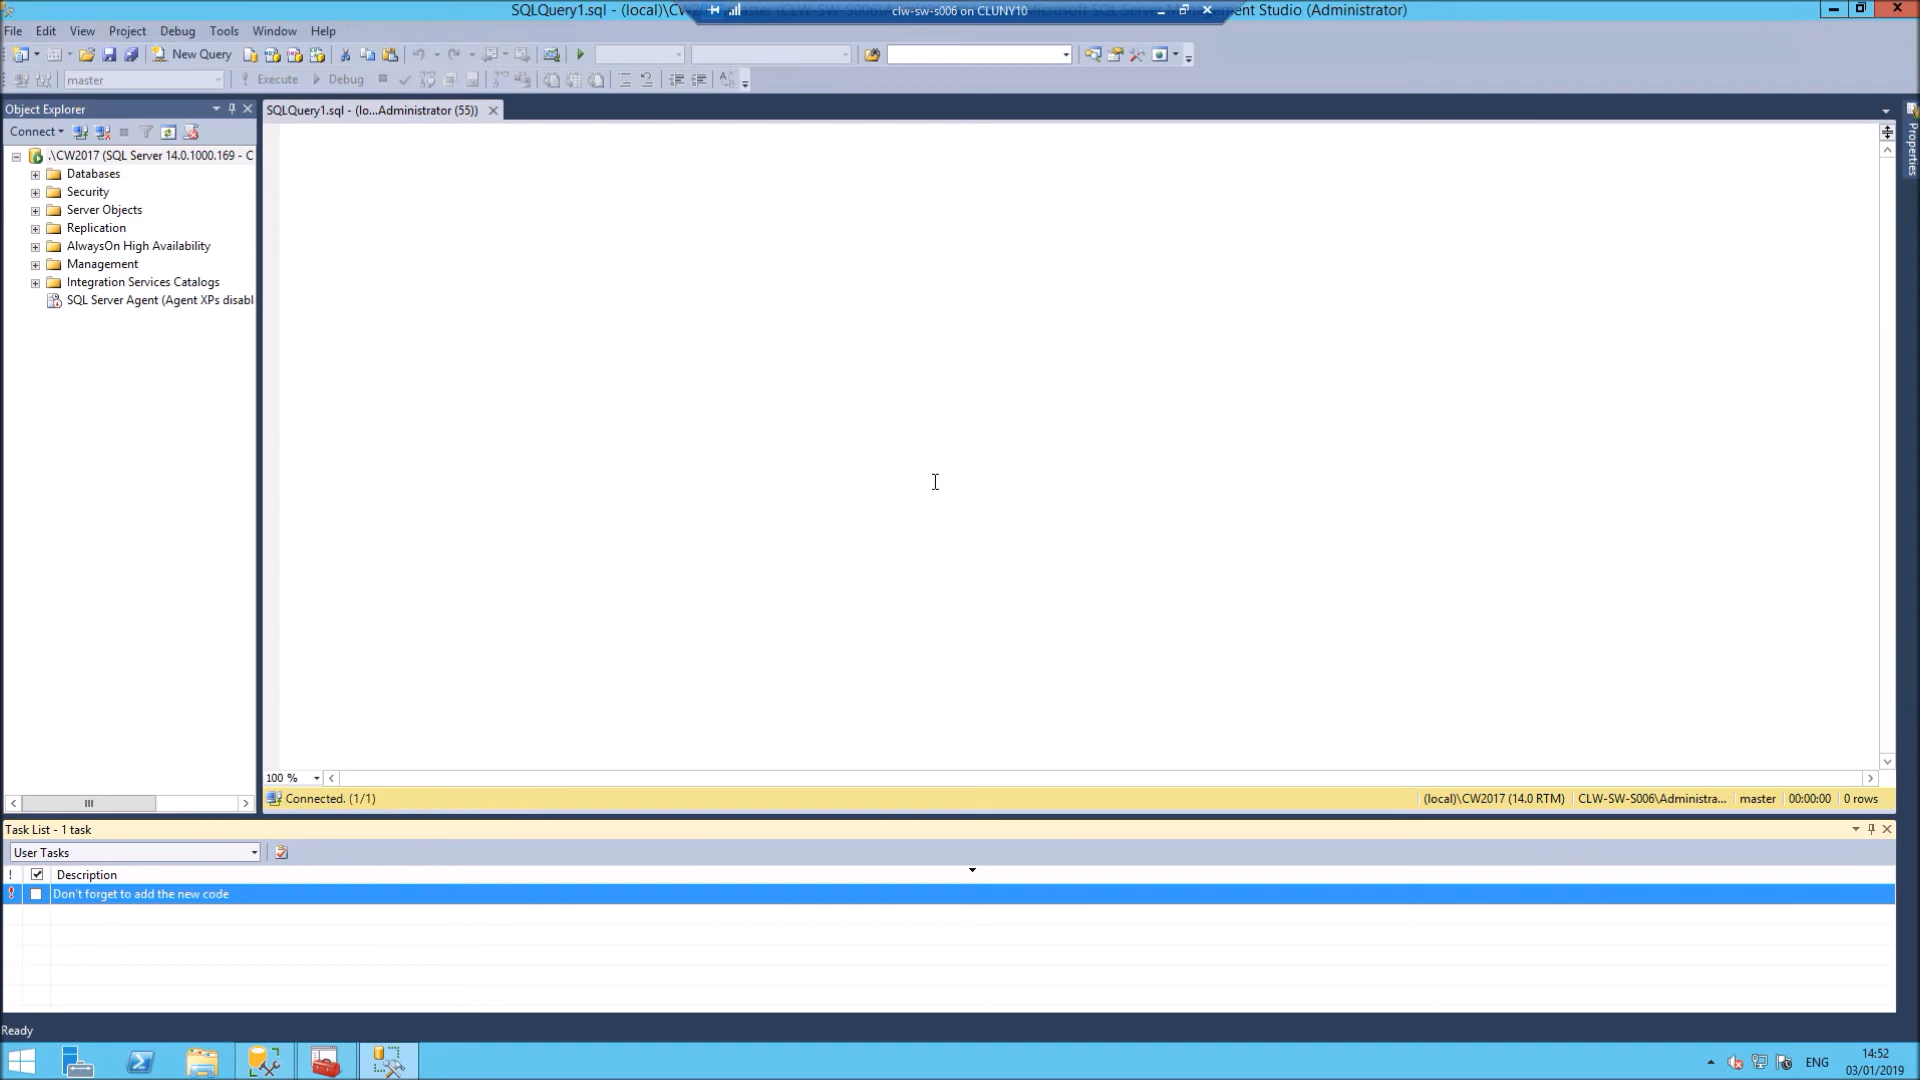 SQLQuery1.sql - (local)\CW
clw-sw-s006 on CLUNY10
ent Studio (Administrator)
File Edit View Project Debug Tools Window Help
New Query
master Execute Debug
Object Explorer
SQLQuery1.sql - (lo...Administrator (55))
Properties
Connect
.\CW2017 (SQL Server 14.0.1000.169 - C
Databases
Security
Server Objects
Replication
AlwaysOn High Availability
Management
Integration Services Catalogs
SQL Server Agent (Agent XPs disabl
100 %
Connected. (1/1)
(local)\CW2017 (14.0 RTM) CLW-SW-S006\Administra... master 00:00:00 0 rows
Task List - 1 task
User Tasks
! Description
Don't forget to add the new code
Ready
ENG
14:52
03/01/2019